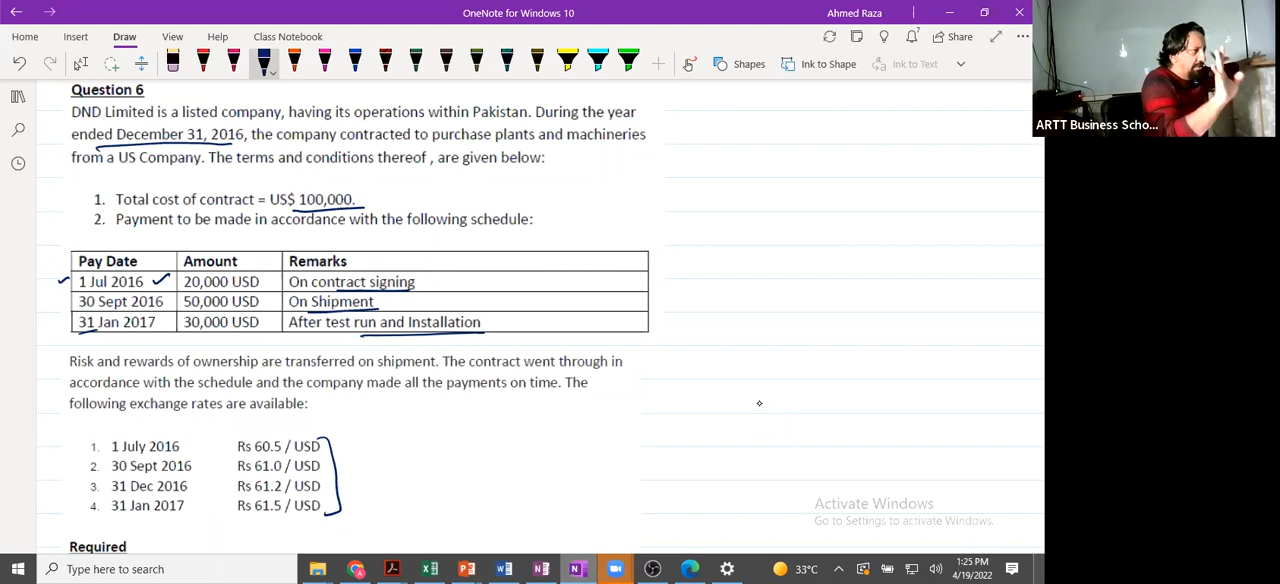 OneNote for Windows 10
Ahmed Raza
Home Insert Draw View Help Class Notebook
Share
Shapes Ink to Shape Ink to Text
ARTT Business Scho...
Question 6
DND Limited is a listed company, having its operations within Pakistan. During the year
ended December 31, 2016, the company contracted to purchase plants and machineries
from a US Company. The terms and conditions thereof , are given below:
1. Total cost of contract = US$ 100,000.
2. Payment to be made in accordance with the following schedule:
Pay Date Amount Remarks
1 Jul 2016 20,000 USD On contract signing
30 Sept 2016 50,000 USD On Shipment
31 Jan 2017 30,000 USD After test run and Installation
Risk and rewards of ownership are transferred on shipment. The contract went through in
accordance with the schedule and the company made all the payments on time. The
following exchange rates are available:
1. 1 July 2016 Rs 60.5 / USD
2. 30 Sept 2016 Rs 61.0 / USD
3. 31 Dec 2016 Rs 61.2 / USD
4. 31 Jan 2017 Rs 61.5 / USD
Required
Activate Windows
Go to Settings to activate Windows.
Type here to search
33°C
1:25 PM
4/19/2022